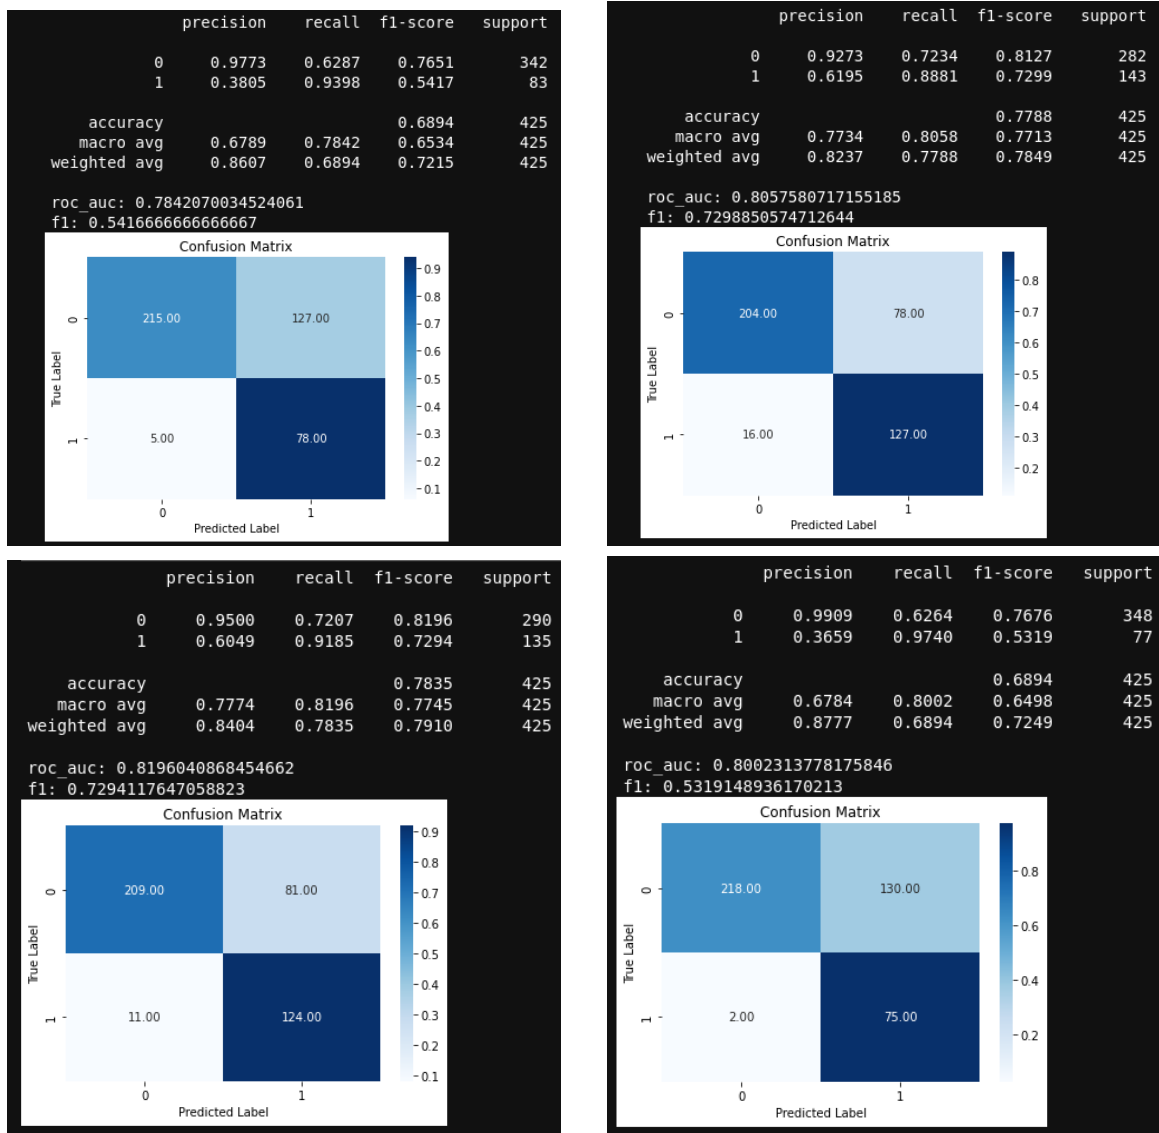 precision recall f1-score support
0 0.9773 0.6287 0.7651 342
1 0.3805 0.9398 0.5417 83
accuracy 0.6894 425
macro avg 0.6789 0.7842 0.6534 425
weighted avg 0.8607 0.6894 0.7215 425
roc_auc: 0.7842070034524061
f1: 0.5416666666666667
Confusion Matrix
0.9
0.8
0.7
0.6
0.5
0.4
0.3
0.2
0.1
True Label
0
1
215.00 127.00
5.00 78.00
0 1
Predicted Label
precision recall f1-score support
0 0.9273 0.7234 0.8127 282
1 0.6195 0.8881 0.7299 143
accuracy 0.7788 425
macro avg 0.7734 0.8058 0.7713 425
weighted avg 0.8237 0.7788 0.7849 425
roc_auc: 0.8057580717155185
f1: 0.7298850574712644
Confusion Matrix
0.8
0.7
0.6
0.5
0.4
0.3
0.2
True Label
0
1
204.00 78.00
16.00 127.00
0 1
Predicted Label
precision recall f1-score support
0 0.9500 0.7207 0.8196 290
1 0.6049 0.9185 0.7294 135
accuracy 0.7835 425
macro avg 0.7774 0.8196 0.7745 425
weighted avg 0.8404 0.7835 0.7910 425
roc_auc: 0.8196040868454662
f1: 0.7294117647058823
Confusion Matrix
0.9
0.8
0.7
0.6
0.5
0.4
0.3
0.2
0.1
True Label
0
1
209.00 81.00
11.00 124.00
0 1
Predicted Label
precision recall f1-score support
0 0.9909 0.6264 0.7676 348
1 0.3659 0.9740 0.5319 77
accuracy 0.6894 425
macro avg 0.6784 0.8002 0.6498 425
weighted avg 0.8777 0.6894 0.7249 425
roc_auc: 0.8002313778175846
f1: 0.5319148936170213
Confusion Matrix
0.8
0.6
0.4
0.2
True Label
0
1
218.00 130.00
2.00 75.00
0 1
Predicted Label